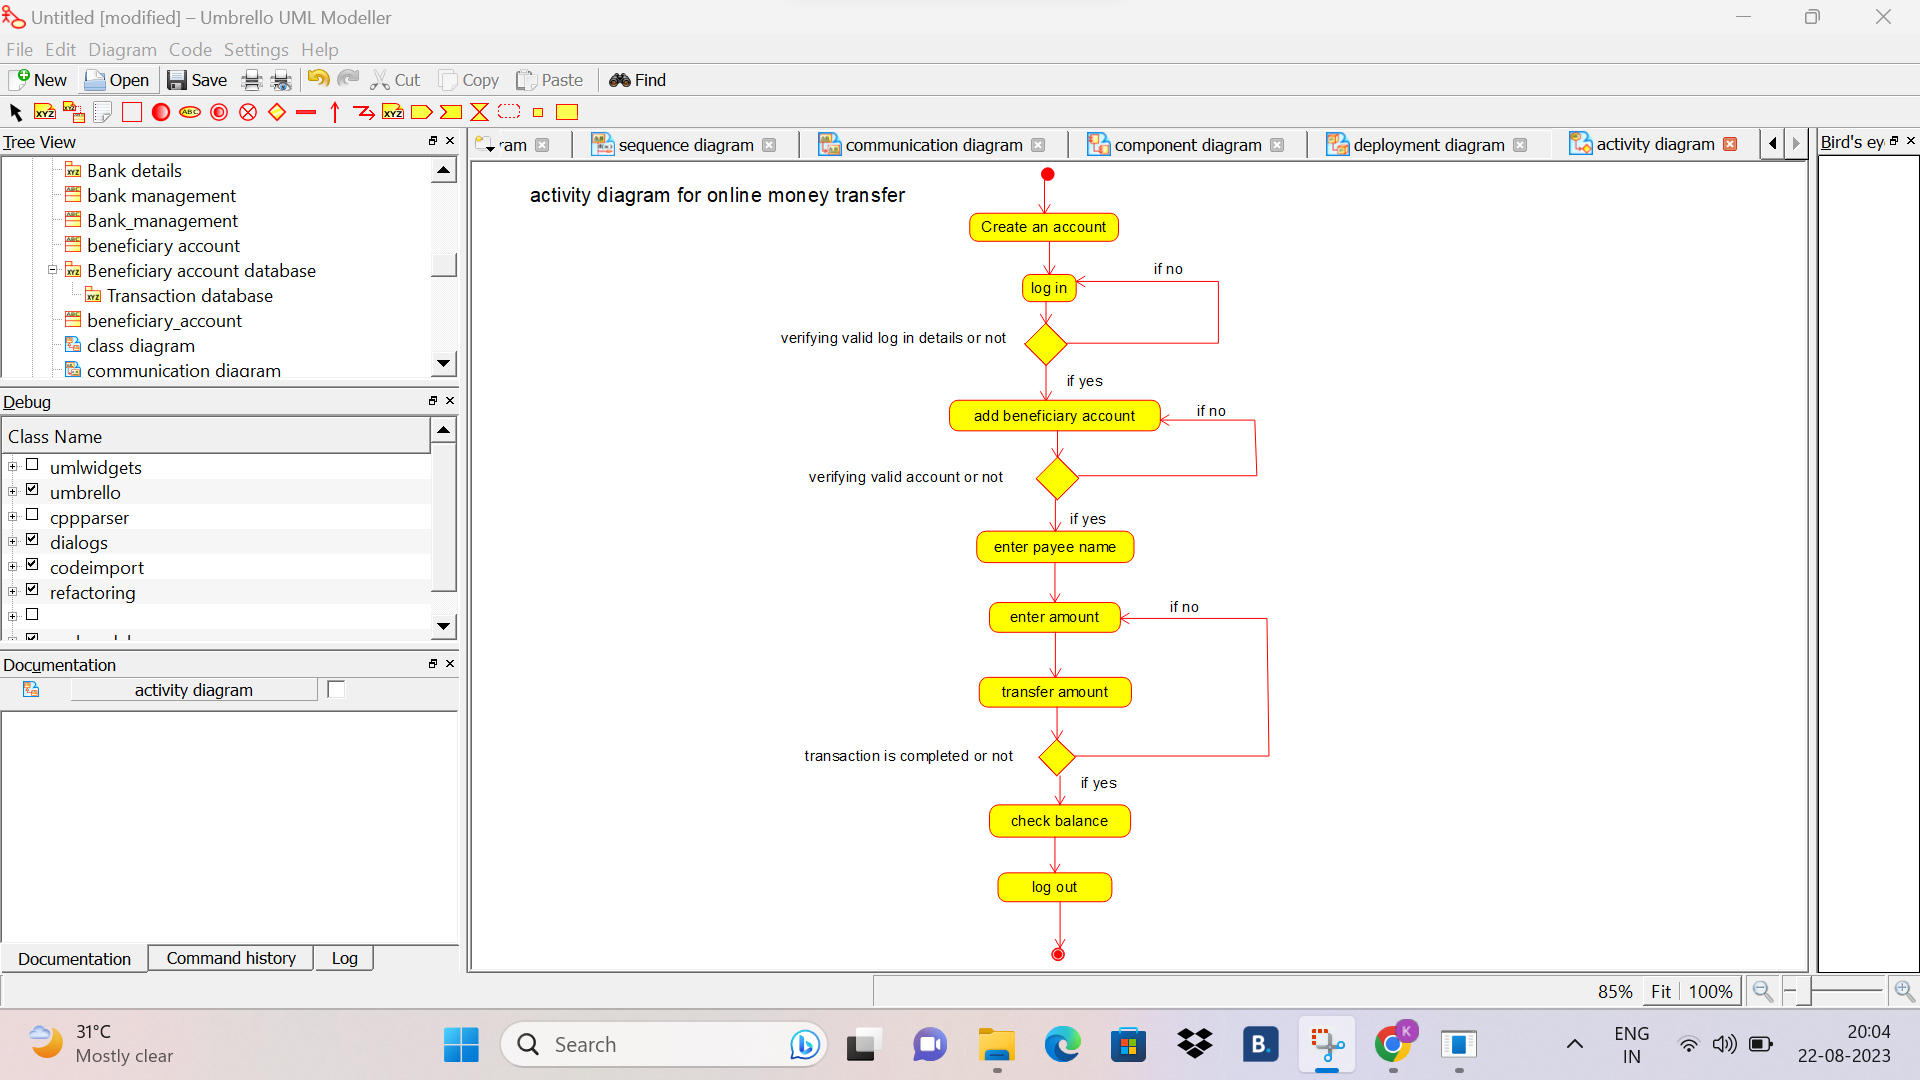 Untitled [modified] – Umbrello UML Modeller
File Edit Diagram Code Settings Help
New Open Save Cut Copy Paste Find
Tree View
Bank details
bank management
Bank_management
beneficiary account
Beneficiary account database
Transaction database
beneficiary_account
class diagram
communication diagram
Debug
Class Name
umlwidgets
umbrello
cppparser
dialogs
codeimport
refactoring
Documentation
activity diagram
Documentation Command history Log
ram sequence diagram communication diagram component diagram deployment diagram activity diagram
Bird's ey
activity diagram for online money transfer
Create an account
if no
log in
verifying valid log in details or not
if yes
add beneficiary account
if no
verifying valid account or not
if yes
enter payee name
enter amount
if no
transfer amount
transaction is completed or not
if yes
check balance
log out
85% Fit 100%
31°C
Mostly clear
Search
B.
K
ENG
IN
20:04
22-08-2023